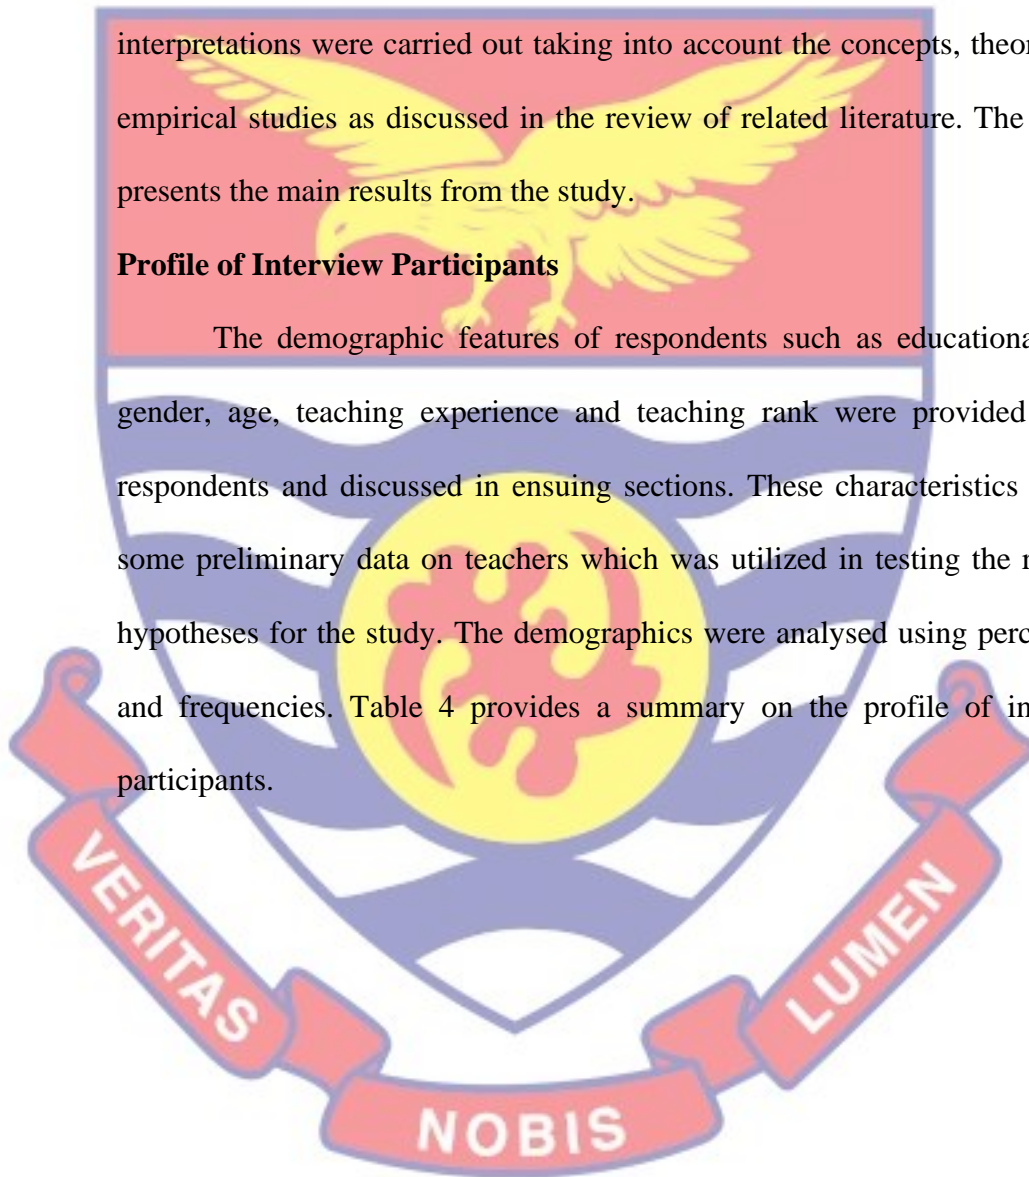 interpretations were carried out taking into account the concepts, theor
empirical studies as discussed in the review of related literature. The
presents the main results from the study.
Profile of Interview Participants
The demographic features of respondents such as educationa
gender, age, teaching experience and teaching rank were provided
respondents and discussed in ensuing sections. These characteristics
some preliminary data on teachers which was utilized in testing the r
hypotheses for the study. The demographics were analysed using perc
and frequencies. Table 4 provides a summary on the profile of in
participants.
VERITAS
NOBIS
LUMEN